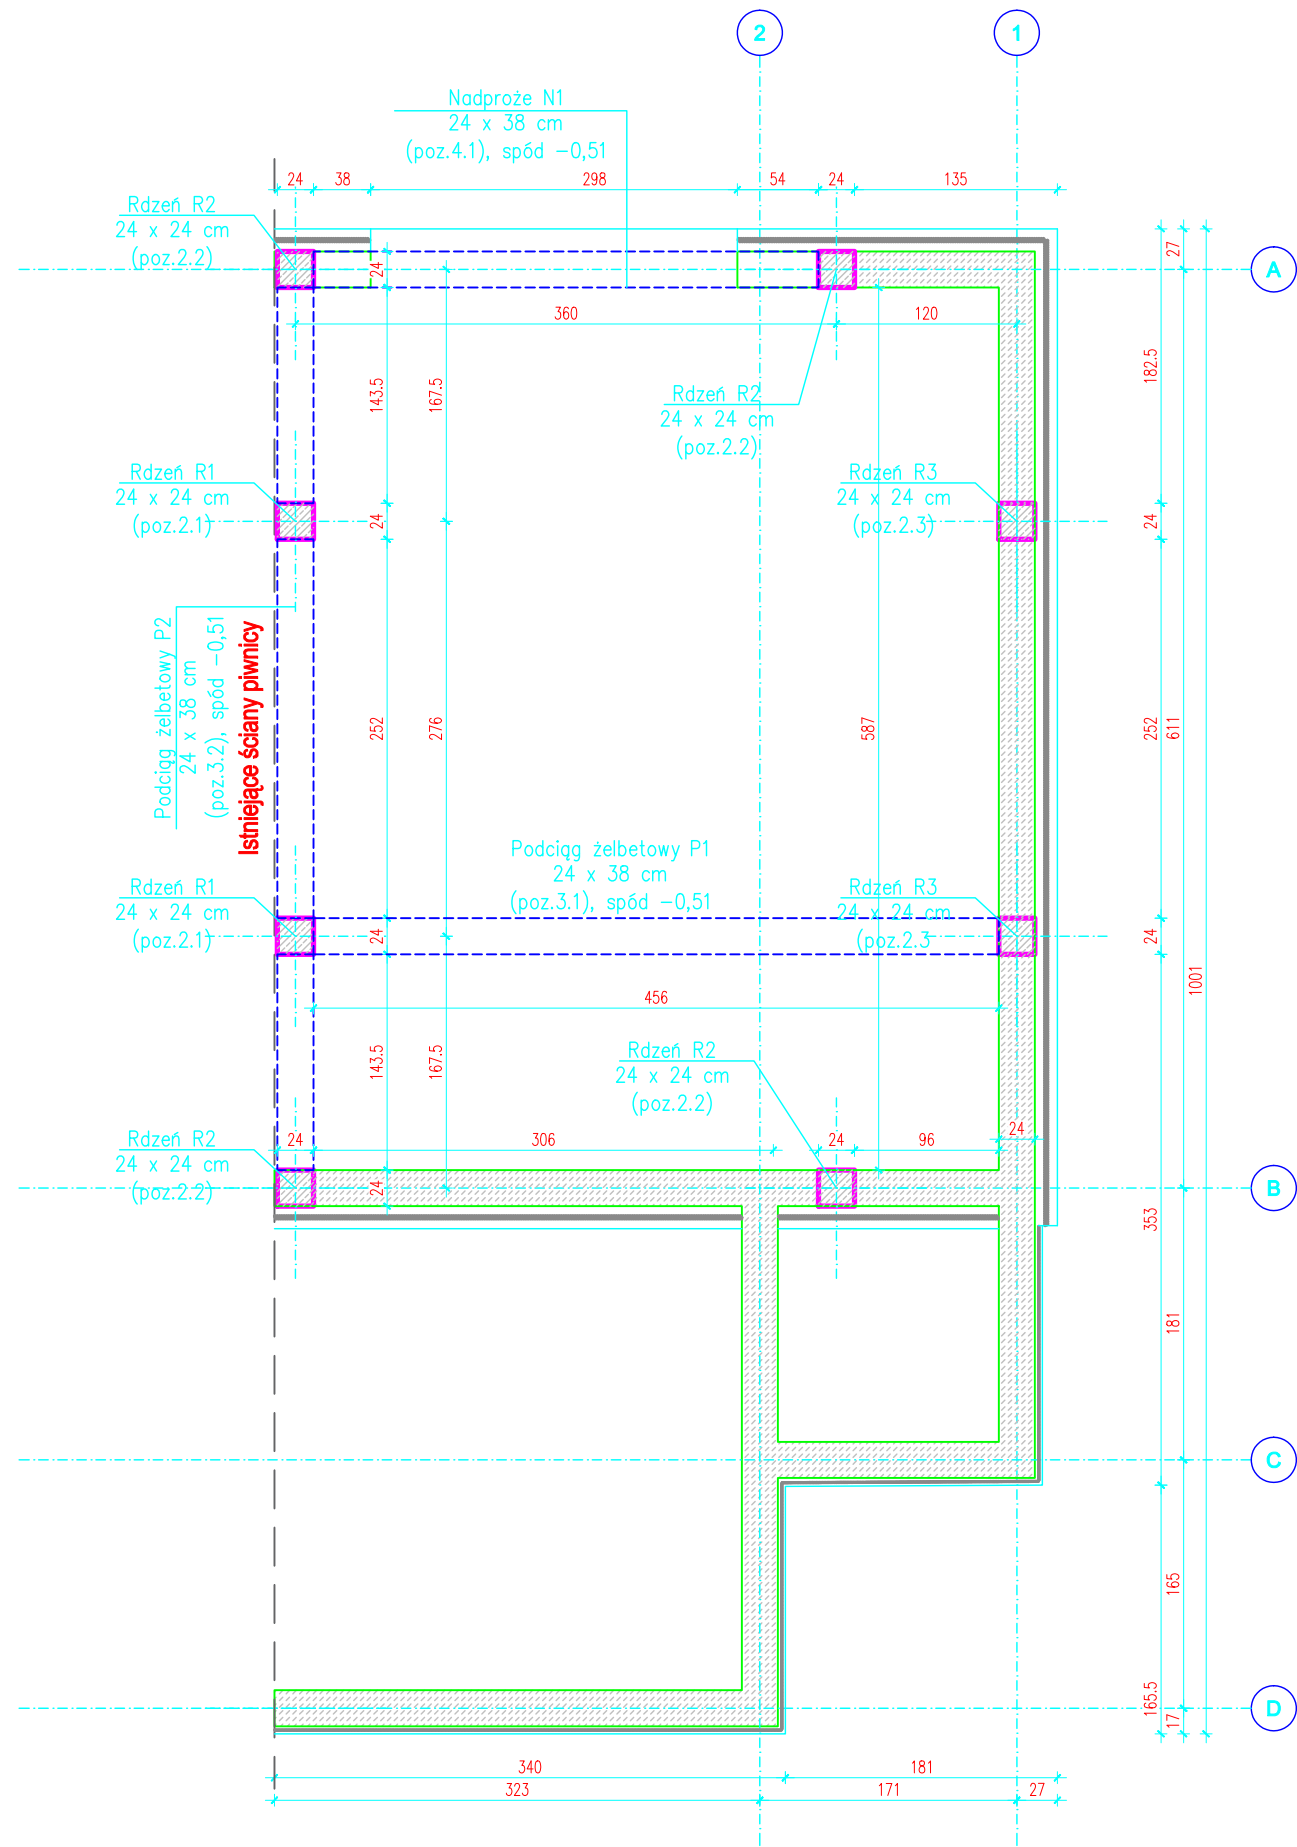 2
1
Nadproże N1
24 x 38 cm
(poz.4.1), spód -0,51
24
38
298
54
24
135
Rdzeń R2
24 x 24 cm
(poz.2.2)
24
27
A
360
120
143.5
167.5
182.5
Rdzeń R2
24 x 24 cm
(poz.2.2)
Rdzeń R1
24 x 24 cm
(poz.2.1)
24
Rdzeń R3
24 x 24 cm
(poz.2.3)
24
Podciąg żelbetowy P2
24 x 38 cm
(poz.3.2), spód -0,51
Istniejące ściany piwnicy
252
276
587
252
611
Podciąg żelbetowy P1
24 x 38 cm
(poz.3.1), spód -0,51
Rdzeń R1
24 x 24 cm
(poz.2.1)
24
Rdzeń R3
24 x 24 cm
(poz.2.3
24
1001
456
143.5
167.5
Rdzeń R2
24 x 24 cm
(poz.2.2)
Rdzeń R2
24 x 24 cm
(poz.2.2)
24
306
24
96
24
24
B
353
181
C
165
165.5
17
D
340
181
323
171
27